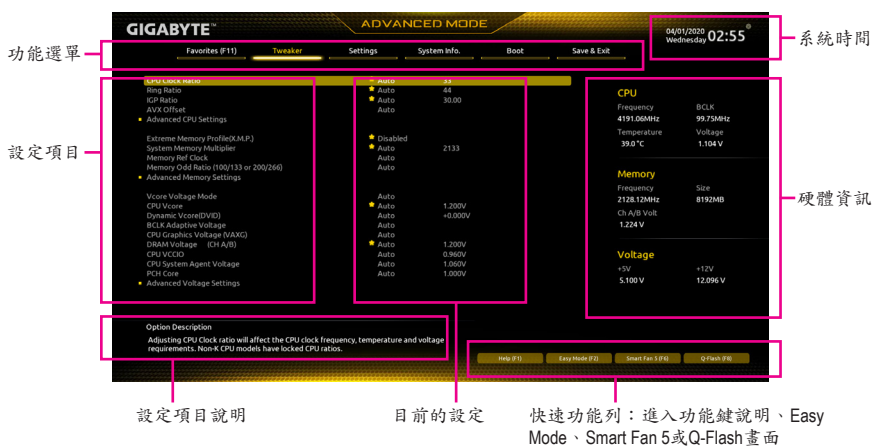 GIGABYTE™
ADVANCED MODE
04/01/2020
Wednesday 02:55
系統時間
功能選單
Favorites (F11) Tweaker Settings System Info. Boot Save & Exit
設定項目
CPU Clock Ratio Auto 33
Ring Ratio Auto 44
IGP Ratio Auto 30.00
AVX Offset Auto
Advanced CPU Settings
Extreme Memory Profile(X.M.P.) Disabled
System Memory Multiplier Auto 2133
Memory Ref Clock Auto
Memory Odd Ratio (100/133 or 200/266) Auto
Advanced Memory Settings
Vcore Voltage Mode Auto
CPU Vcore Auto 1.200V
Dynamic Vcore(DVID) Auto +0.000V
BCLK Adaptive Voltage Auto
CPU Graphics Voltage (VAXG) Auto
DRAM Voltage (CH A/B) Auto 1.200V
CPU VCCIO Auto 0.960V
CPU System Agent Voltage Auto 1.060V
PCH Core Auto 1.000V
Advanced Voltage Settings
CPU
Frequency BCLK
4191.06MHz 99.75MHz
Temperature Voltage
39.0 °C 1.104 V
Memory
Frequency Size
2128.12MHz 8192MB
Ch A/B Volt
1.224 V
Voltage
+5V +12V
5.100 V 12.096 V
硬體資訊
Option Description
Adjusting CPU Clock ratio will affect the CPU clock frequency, temperature and voltage
requirements. Non-K CPU models have locked CPU ratios.
Help (F1) Easy Mode (F2) Smart Fan 5 (F6) Q-Flash (F8)
設定項目說明
目前的設定
快速功能列：進入功能鍵說明、Easy
Mode、Smart Fan 5或Q-Flash畫面